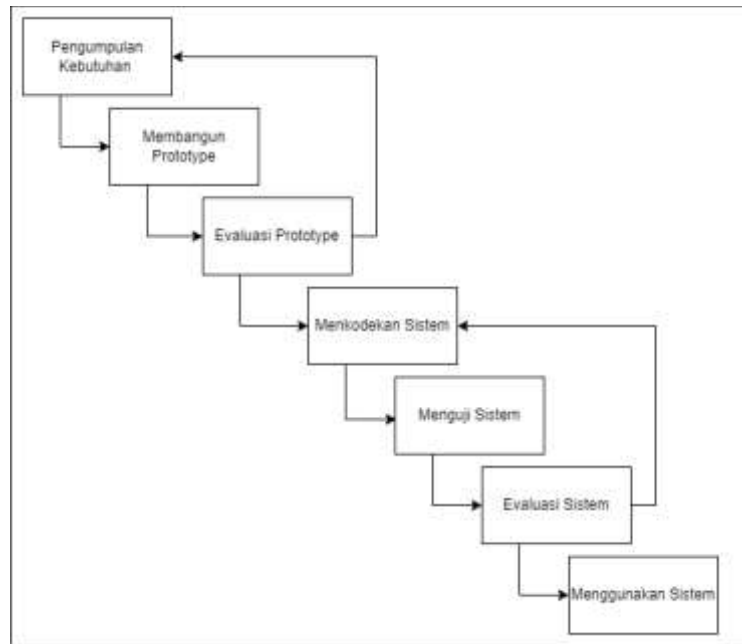 Pengumpulan
Kebutuhan
Membangun
Prototype
Evaluasi Prototype
Menkodekan Sistem
Menguji Sistem
Evaluasi Sistem
Menggunakan Sistem